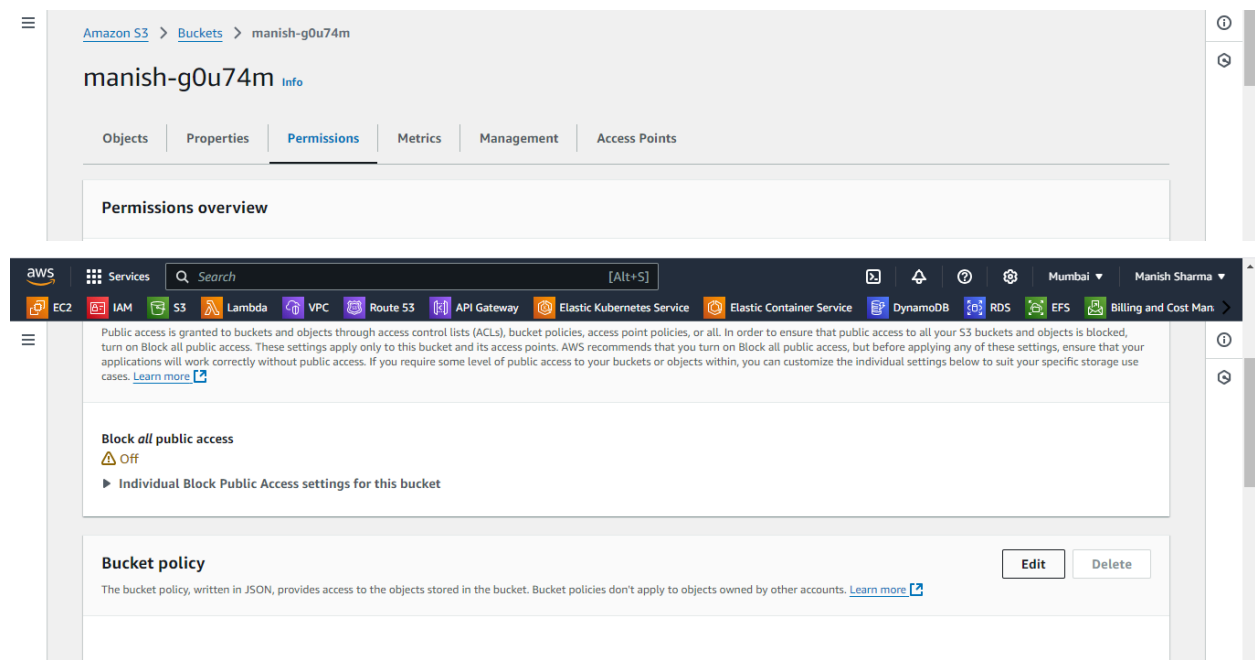 Amazon S3 > Buckets > manish-g0u74m
manish-g0u74m Info
Objects Properties Permissions Metrics Management Access Points
Permissions overview
aws Services Search [Alt+S] Mumbai ▼ Manish Sharma ▼
EC2 IAM S3 Lambda VPC Route 53 API Gateway Elastic Kubernetes Service Elastic Container Service DynamoDB RDS EFS Billing and Cost Man
Public access is granted to buckets and objects through access control lists (ACLs), bucket policies, access point policies, or all. In order to ensure that public access to all your S3 buckets and objects is blocked,
turn on Block all public access. These settings apply only to this bucket and its access points. AWS recommends that you turn on Block all public access, but before applying any of these settings, ensure that your
applications will work correctly without public access. If you require some level of public access to your buckets or objects within, you can customize the individual settings below to suit your specific storage use
cases. Learn more
Block all public access
Off
Individual Block Public Access settings for this bucket
Bucket policy Edit Delete
The bucket policy, written in JSON, provides access to the objects stored in the bucket. Bucket policies don't apply to objects owned by other accounts. Learn more